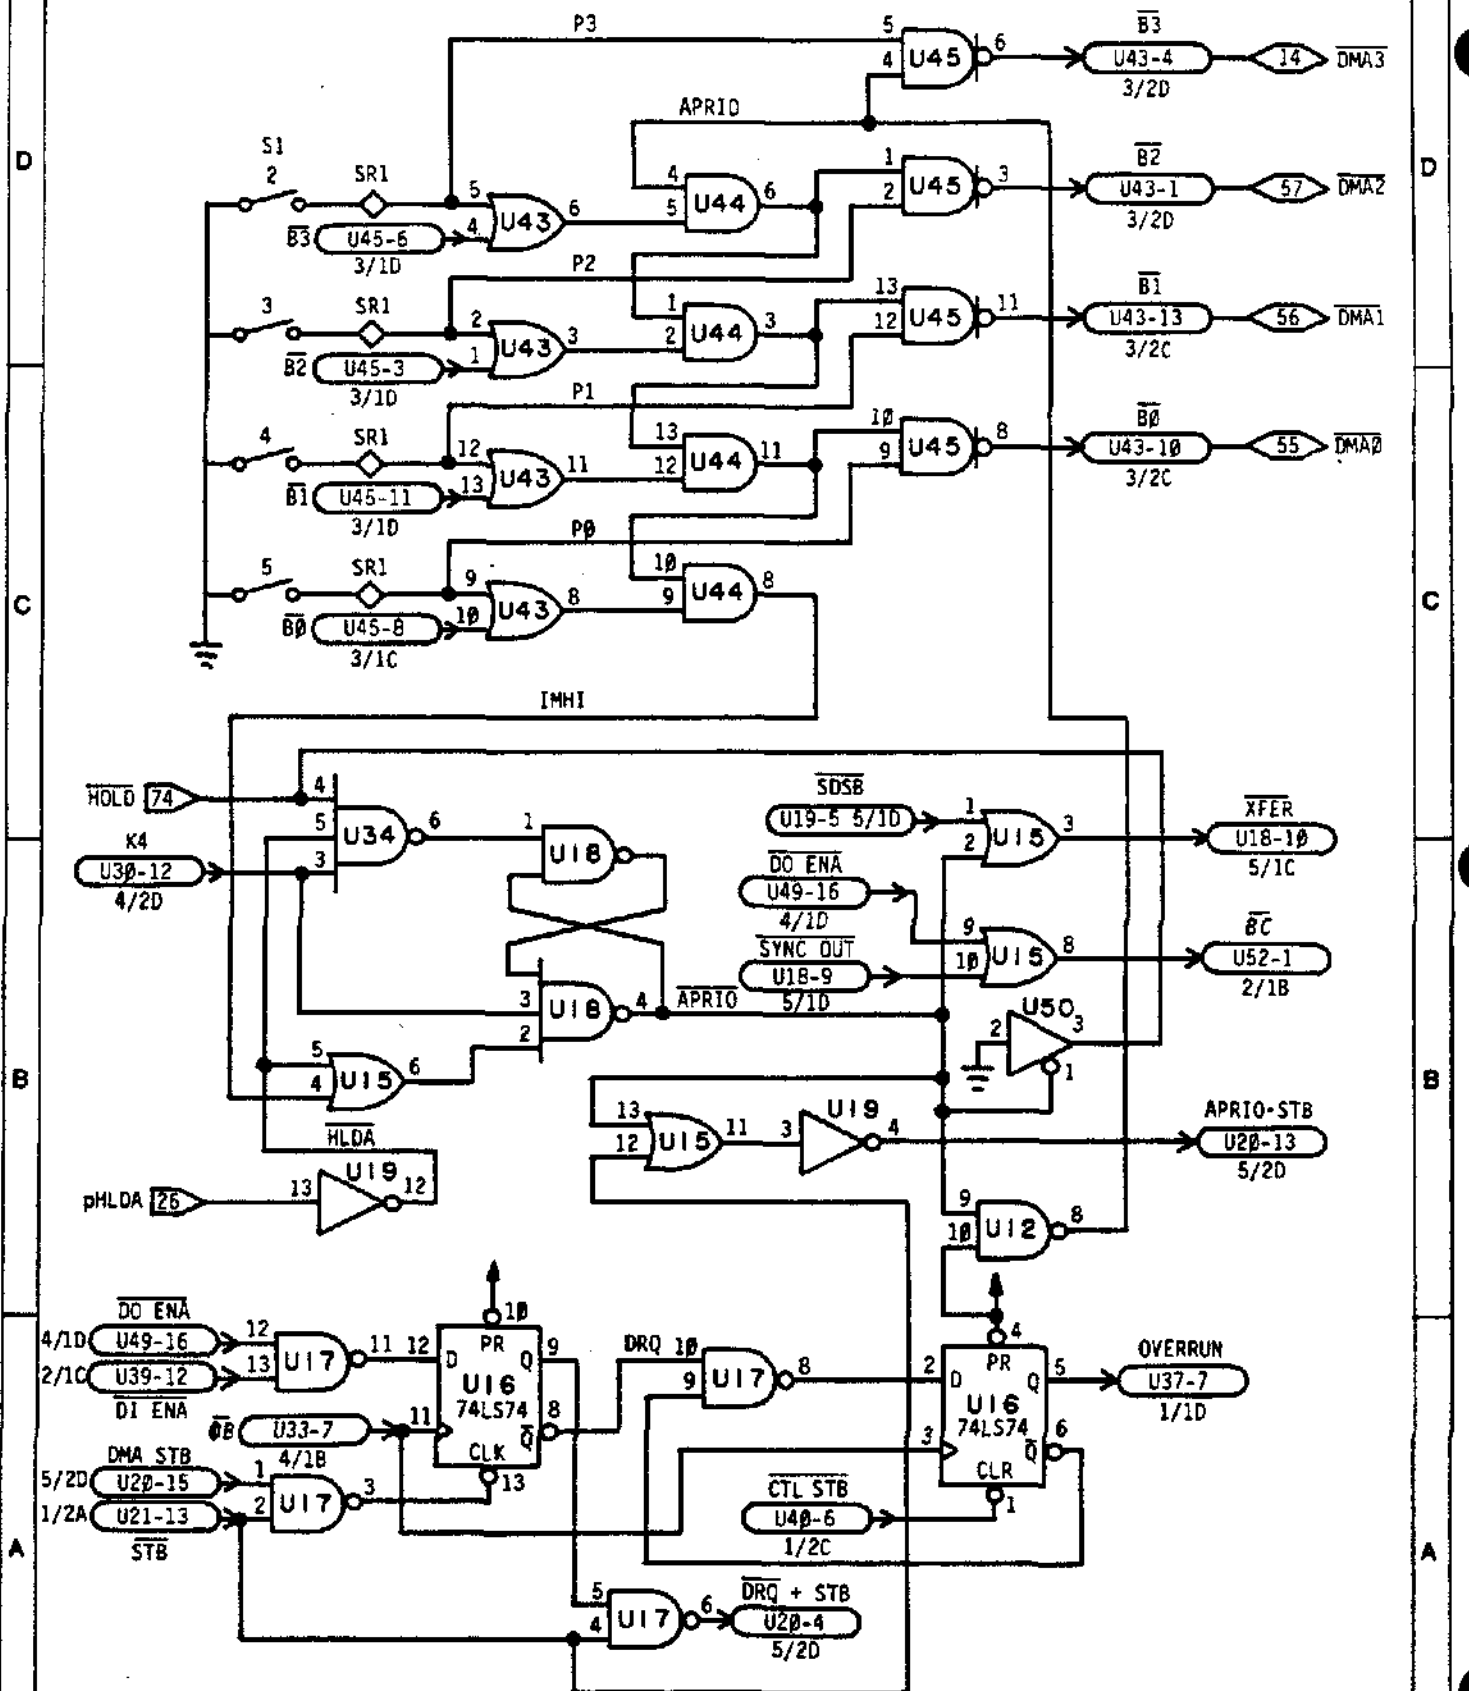 P3
5
4
U45
6
B3
U43-4
3/2D
14
DMA3
APRIO
D
D
S1
2
SR1
5
B3
U45-6
4
3/1D
U43
6
4
5
U44
6
1
2
U45
3
B2
U43-1
3/2D
57
DMA2
P2
3
SR1
2
B2
U45-3
1
3/1D
U43
3
1
2
U44
3
13
12
U45
11
B1
U43-13
3/2C
56
DMA1
P1
4
SR1
12
B1
U45-11
13
3/1D
U43
11
13
12
U44
11
10
9
U45
8
B0
U43-10
3/2C
55
DMA0
P0
5
SR1
9
B0
U45-8
10
3/1C
U43
8
10
9
U44
8
C
C
IMHI
HOLD
74
4
5
3
U34
6
K4
U30-12
4/2D
1
U18
3
2
U18
4
APRIO
SDSB
U19-5 5/1D
1
2
U15
3
XFER
U18-10
5/1C
DO ENA
U49-16
4/1D
SYNC OUT
U18-9
5/1D
9
10
U15
8
BC
U52-1
2/1B
U50
2
3
1
B
B
5
4
U15
6
HLDA
pHLDA
26
13
U19
12
13
12
U15
11
3
U19
4
APRIO·STB
U20-13
5/2D
9
10
U12
8
DO ENA
4/1D
U49-16
12
2/1C
U39-12
13
DI ENA
U17
11
12
10
PR
D
Q
9
U16
74LS74
8
Q
11
CLK
13
0B
U33-7
4/1B
DMA STB
5/2D
U20-15
1
1/2A
U21-13
2
STB
U17
3
DRQ
10
9
U17
8
2
4
PR
D
Q
5
U16
74LS74
6
Q
3
CLR
1
OVERRUN
U37-7
1/1D
CTL STB
U40-6
1/2C
A
A
5
4
U17
6
DRQ + STB
U20-4
5/2D